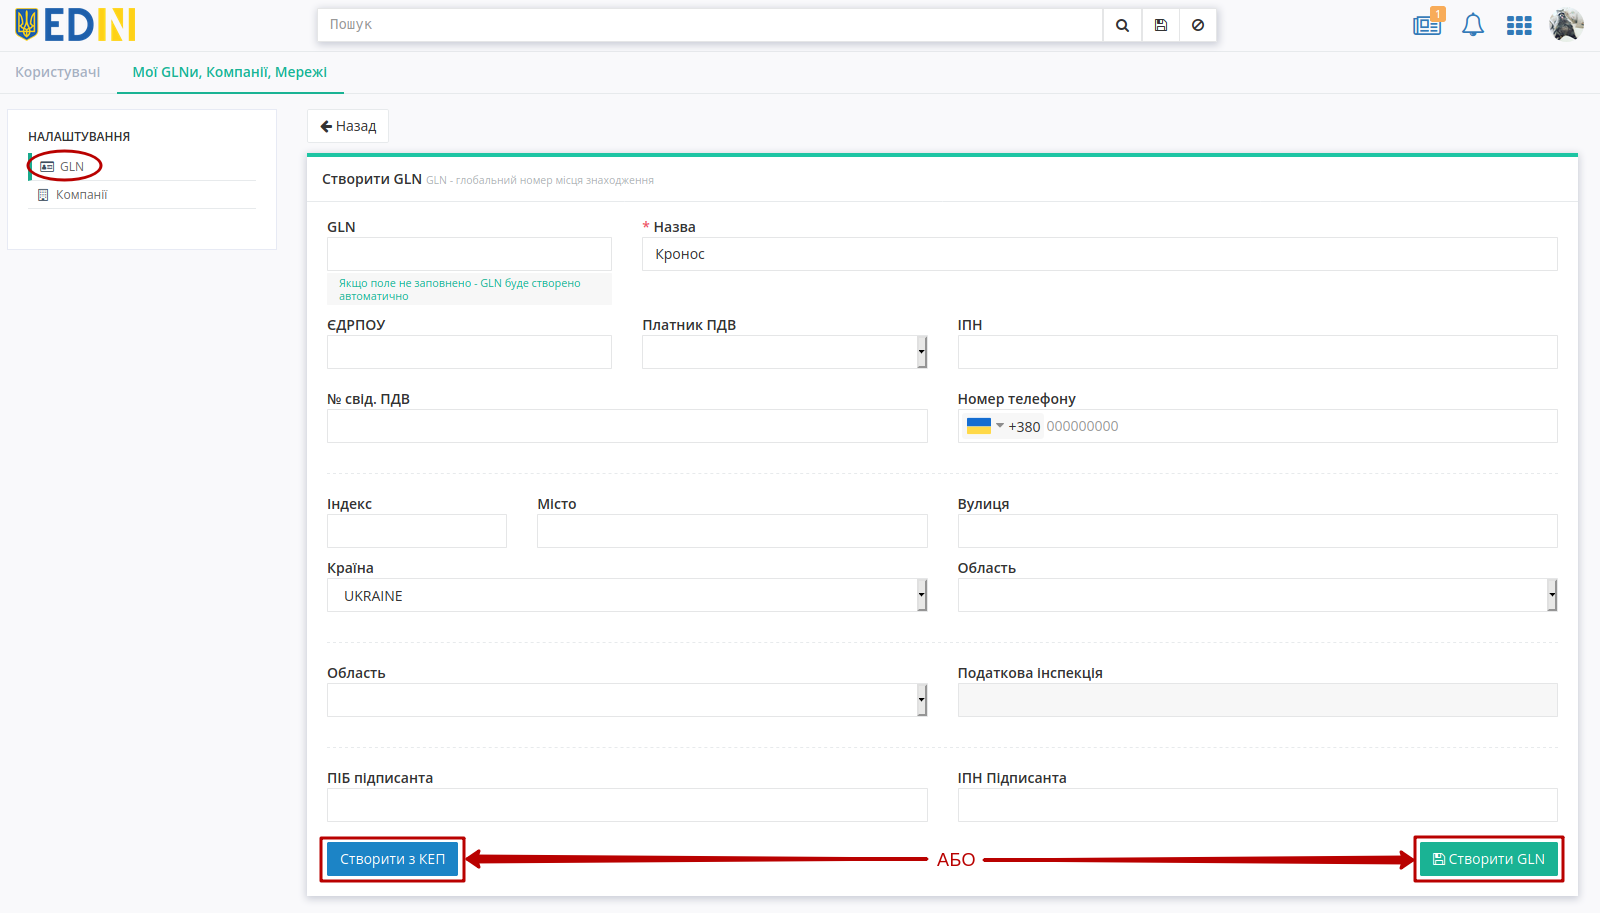 EDIN
Пошук
1
Користувачі
Мої GLNи, Компанії, Мережі
НАЛАШТУВАННЯ
GLN
Компанії
Назад
Створити GLN GLN - глобальний номер місця знаходження
GLN
* Назва
Кронос
Якщо поле не заповнено - GLN буде створено
автоматично
ЄДРПОУ
Платник ПДВ
ІПН
№ свід. ПДВ
Номер телефону
+380 000000000
Індекс
Місто
Вулиця
Країна
Область
UKRAINE
Область
Податкова інспекція
ПІБ підписанта
ІПН Підписанта
Створити з КЕП
АБО
Створити GLN